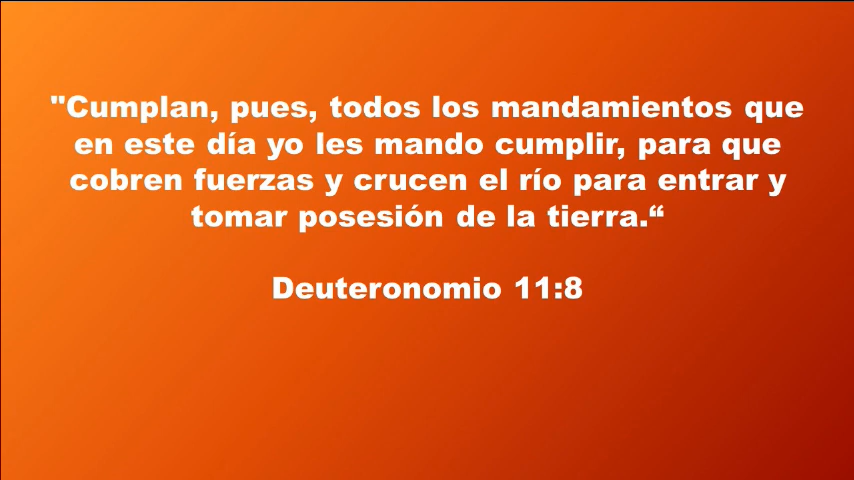 "Cumplan, pues, todos los mandamientos que
en este día yo les mando cumplir, para que
cobren fuerzas y crucen el río para entrar y
tomar posesión de la tierra.“
Deuteronomio 11:8